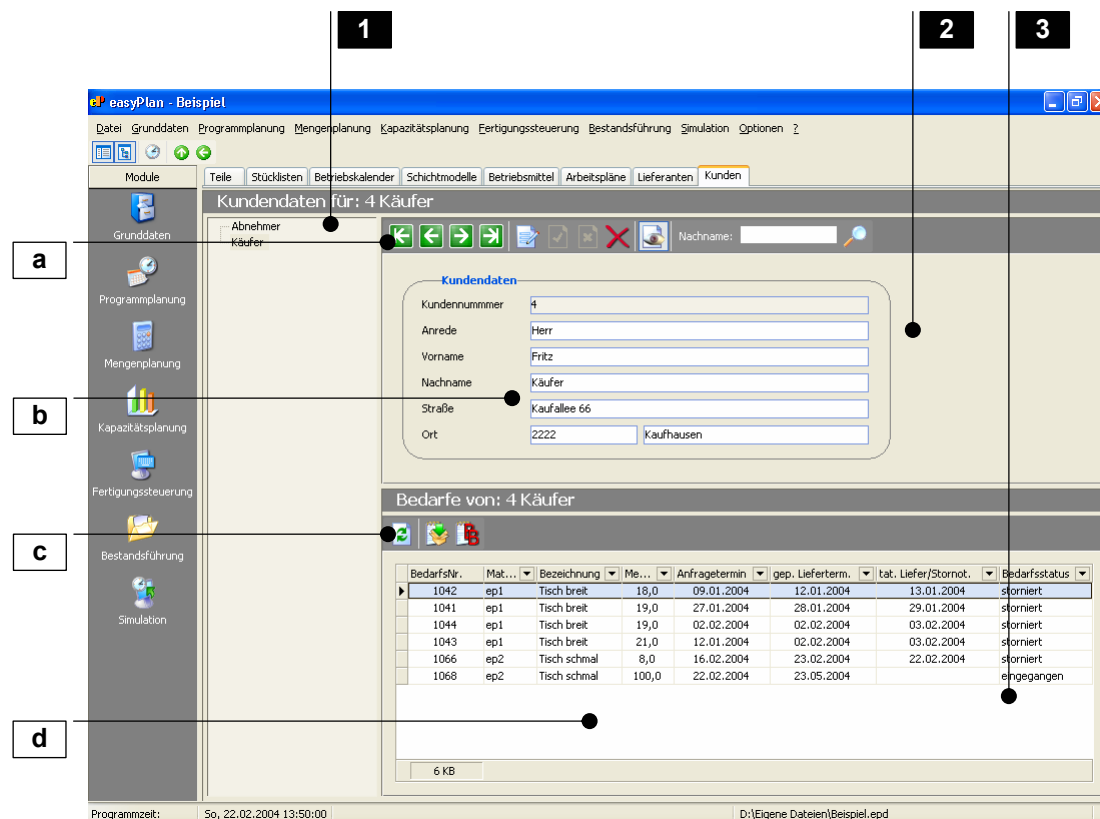 1
2
3
eP easyPlan - Beispiel
Datei Grunddaten Programmplanung Mengenplanung Kapazitätsplanung Fertigungssteuerung Bestandsführung Simulation Optionen ?
Module
Teile Stücklisten Betriebskalender Schichtmodelle Betriebsmittel Arbeitspläne Lieferanten Kunden
Kundendaten für: 4 Käufer
Grunddaten
Programmplanung
Mengenplanung
Kapazitätsplanung
Fertigungssteuerung
Bestandsführung
Simulation
Abnehmer
Käufer
a
b
c
d
Nachname:
Kundendaten
Kundennummmer 4
Anrede Herr
Vorname Fritz
Nachname Käufer
Straße Kaufallee 66
Ort 2222 Kaufhausen
Bedarfe von: 4 Käufer
B
BedarfsNr. Mat... Bezeichnung Me... Anfragetermin gep. Lieferterm. tat. Liefer/Stornot. Bedarfsstatus
1042 ep1 Tisch breit 18,0 09.01.2004 12.01.2004 13.01.2004 storniert
1041 ep1 Tisch breit 19,0 27.01.2004 28.01.2004 29.01.2004 storniert
1044 ep1 Tisch breit 19,0 02.02.2004 02.02.2004 03.02.2004 storniert
1043 ep1 Tisch breit 21,0 12.01.2004 02.02.2004 03.02.2004 storniert
1066 ep2 Tisch schmal 8,0 16.02.2004 23.02.2004 22.02.2004 storniert
1068 ep2 Tisch schmal 100,0 22.02.2004 23.05.2004 eingegangen
6 KB
Programmzeit: So, 22.02.2004 13:50:00 D:\Eigene Dateien\Beispiel.epd